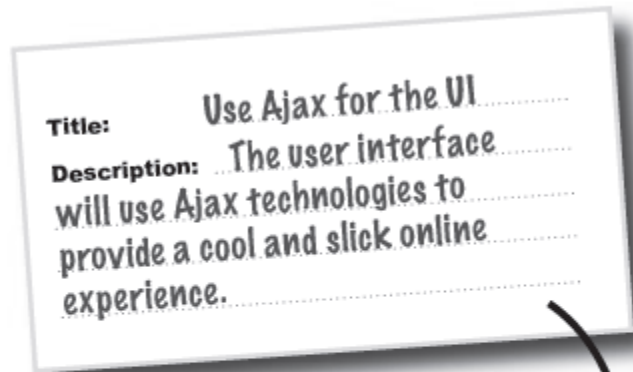 Title: Use Ajax for the UI
Description: The user interface
will use Ajax technologies to
provide a cool and slick online
experience.